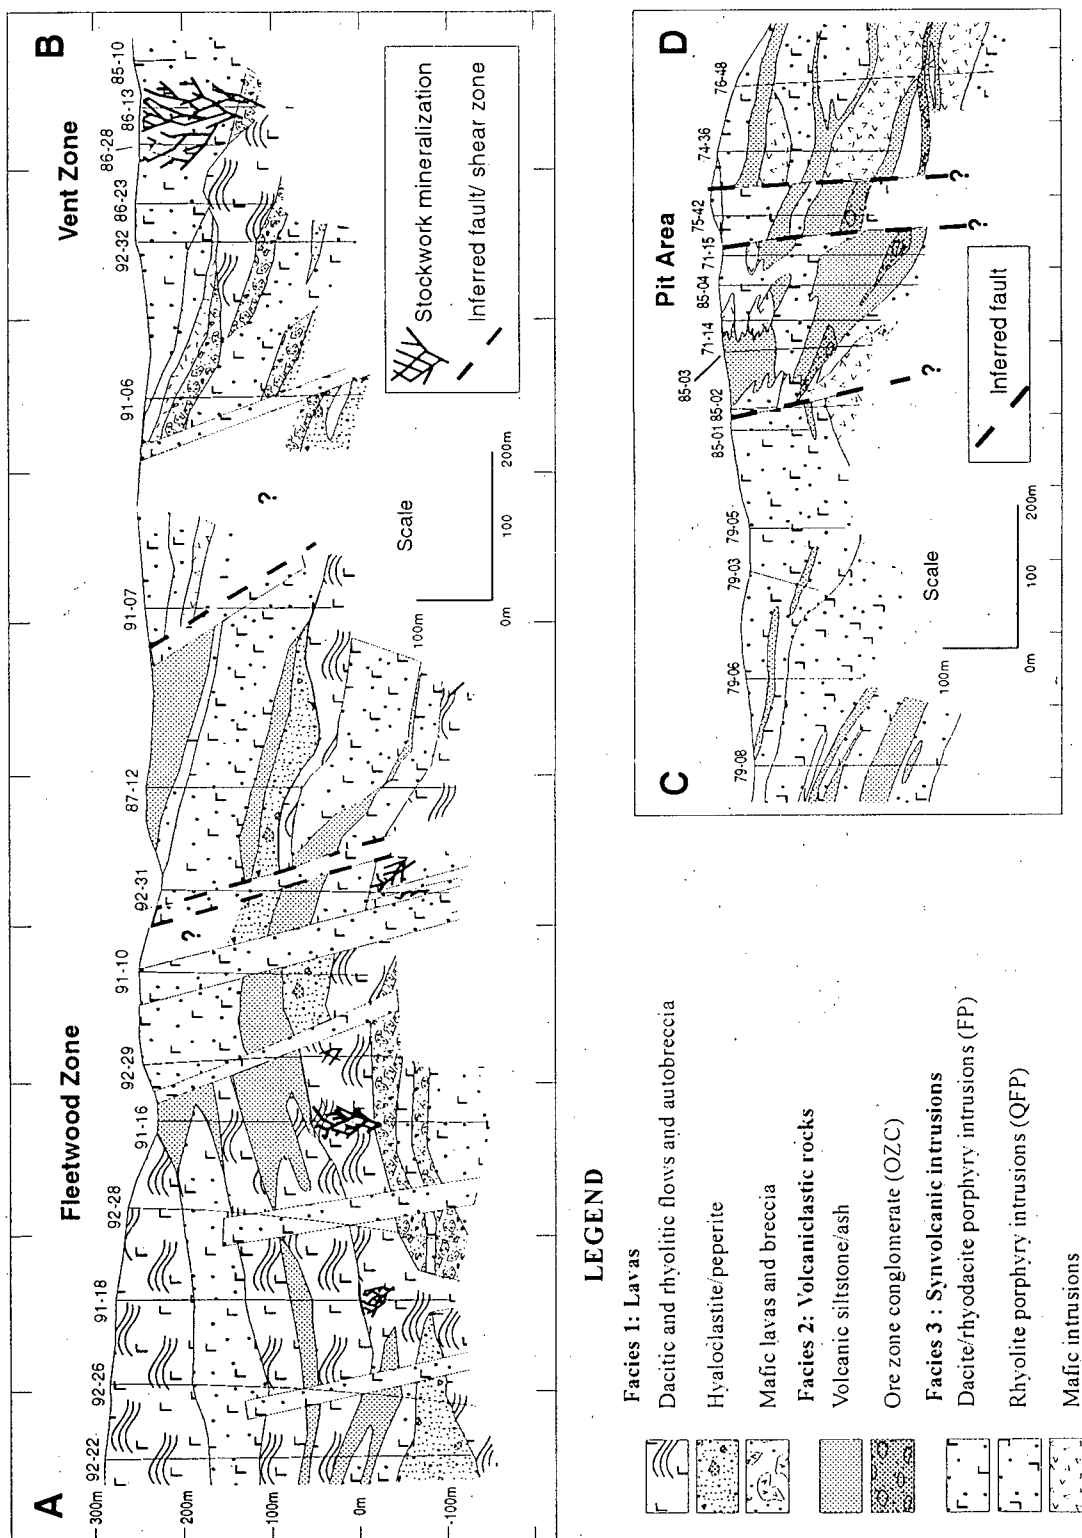 A
Fleetwood Zone
Vent Zone
B
92-22
92-26
91-18
92-28
91-16
92-29
91-10
92-31
87-12
91-07
91-06
92-32
86-23
86-28
86-13
85-10
300m
200m
100m
0m
-100m
?
?
Scale
100m
0m
100
200m
Stockwork mineralization
Inferred fault/ shear zone
LEGEND
Facies 1: Lavas
Dacitic and rhyolitic flows and autobreccia
Hyaloclastite/peperite
Mafic lavas and breccia
Facies 2: Volcaniclastic rocks
Volcanic siltstone/ash
Ore zone conglomerate (OZC)
Facies 3 : Synvolcanic intrusions
Dacite/rhyodacite porphyry intrusions (FP)
Rhyolite porphyry intrusions (QFP)
Mafic intrusions
C
Pit Area
D
79-08
79-06
79-03
79-05
85-01
85-02
85-03
71-14
85-04
71-15
75-42
74-36
76-48
?
?
?
Scale
100m
0m
100
200m
Inferred fault